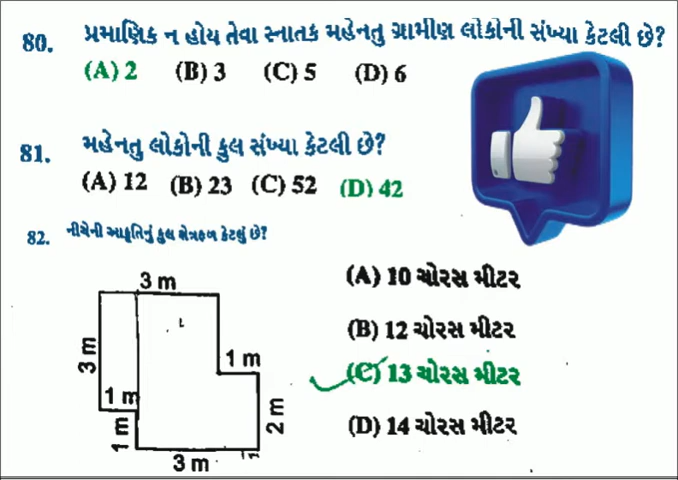 80. પ્રમાણિક ન હોય તેવા સ્નાતક મહેનતુ ગ્રામીણ લોકોની સંખ્યા કેટલી છે?
(A) 2 (B) 3 (C) 5 (D) 6
81. મહેનતુ લોકોની કુલ સંખ્યા કેટલી છે?
(A) 12 (B) 23 (C) 52 (D) 42
82. નીચેની આકૃતિનું કુલ ક્ષેત્રફળ કેટલું છે?
3 m
3 m
1 m
1 m
1 m
2 m
3 m
(A) 10 ચોરસ મીટર
(B) 12 ચોરસ મીટર
(C) 13 ચોરસ મીટર
(D) 14 ચોરસ મીટર